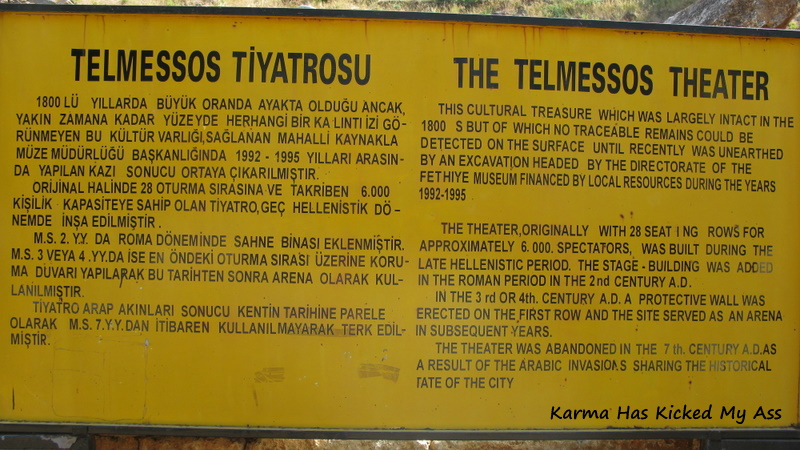 TELMESSOS TİYATROSU
1800 LÜ YILLARDA BÜYÜK ORANDA AYAKTA OLDUĞU ANCAK,
YAKIN ZAMANA KADAR YÜZEYDE HERHANGİ BİR KA LINTI İZİ GÖ-
RÜNMEYEN BU KÜLTÜR VARLIĞI,SAĞLANAN MAHALLİ KAYNAKLA
MÜZE MÜDÜRLÜĞÜ BAŞKANLIĞINDA 1992 - 1995 YILLARI ARASIN-
DA YAPILAN KAZI SONUCU ORTAYA ÇIKARILMIŞTIR.
ORİJİNAL HALİNDE 28 OTURMA SIRASINA VE TAKRİBEN 6.000
KİŞİLİK KAPASİTEYE SAHİP OLAN TİYATRO,GEÇ HELLENİSTİK DÖ-
NEMDE İNŞA EDİLMİŞTİR.
M.S. 2. Y.Y. DA ROMA DÖNEMİNDE SAHNE BİNASI EKLENMİŞTİR.
M.S. 3 VEYA 4 .YY.DA İSE EN ÖNDEKİ OTURMA SIRASI ÜZERİNE KORU-
MA DUVARI YAPILARAK BU TARİHTEN SONRA ARENA OLARAK KUL-
LANILMIŞTIR.
TİYATRO ARAP AKINLARI SONUCU KENTİN TARİHİNE PARELE
OLARAK M.S. 7.Y.Y.DAN İTİBAREN KULLANILMAYARAK TERK EDİL-
MİŞTİR.
THE TELMESSOS THEATER
THIS CULTURAL TREASURE WHICH WAS LARGELY INTACT IN THE
1800 S BUT OF WHICH NO TRACEABLE REMAINS COULD BE
DETECTED ON THE SURFACE UNTIL RECENTLY WAS UNEARTHED
BY AN EXCAVATION HEADED BY THE DIRECTORATE OF THE
FETHIYE MUSEUM FINANCED BY LOCAL RESOURCES DURING THE YEARS
1992-1995
THE THEATER,ORIGINALLY WITH 28 SEAT ING ROWS FOR
APPROXIMATELY 6. 000. SPECTATORS, WAS BUILT DURING THE
LATE HELLENISTIC PERIOD. THE STAGE - BUILDING WAS ADDED
IN THE ROMAN PERIOD IN THE 2nd CENTURY A.D.
IN THE 3 rd OR 4th. CENTURY A.D. A PROTECTIVE WALL WAS
ERECTED ON THE FIRST ROW AND THE SITE SERVED AS AN ARENA
IN SUBSEQUENT YEARS.
THE THEATER WAS ABANDONED IN THE 7 th. CENTURY A.D.AS
A RESULT OF THE ARABIC INVASIONS SHARING THE HISTORICAL
TATE OF THE CITY
Karma Has Kicked My Ass